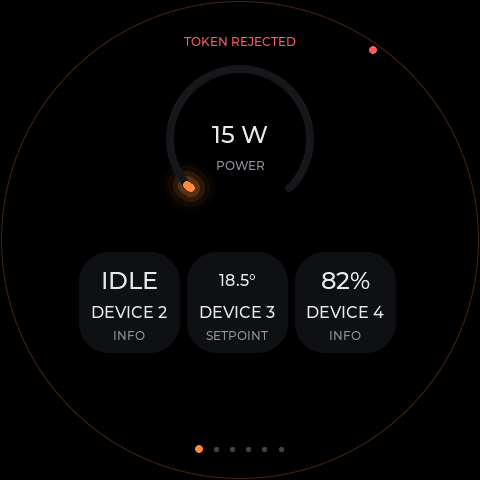 TOKEN REJECTED
15 W
POWER
IDLE
DEVICE 2
INFO
18.5°
DEVICE 3
SETPOINT
82%
DEVICE 4
INFO